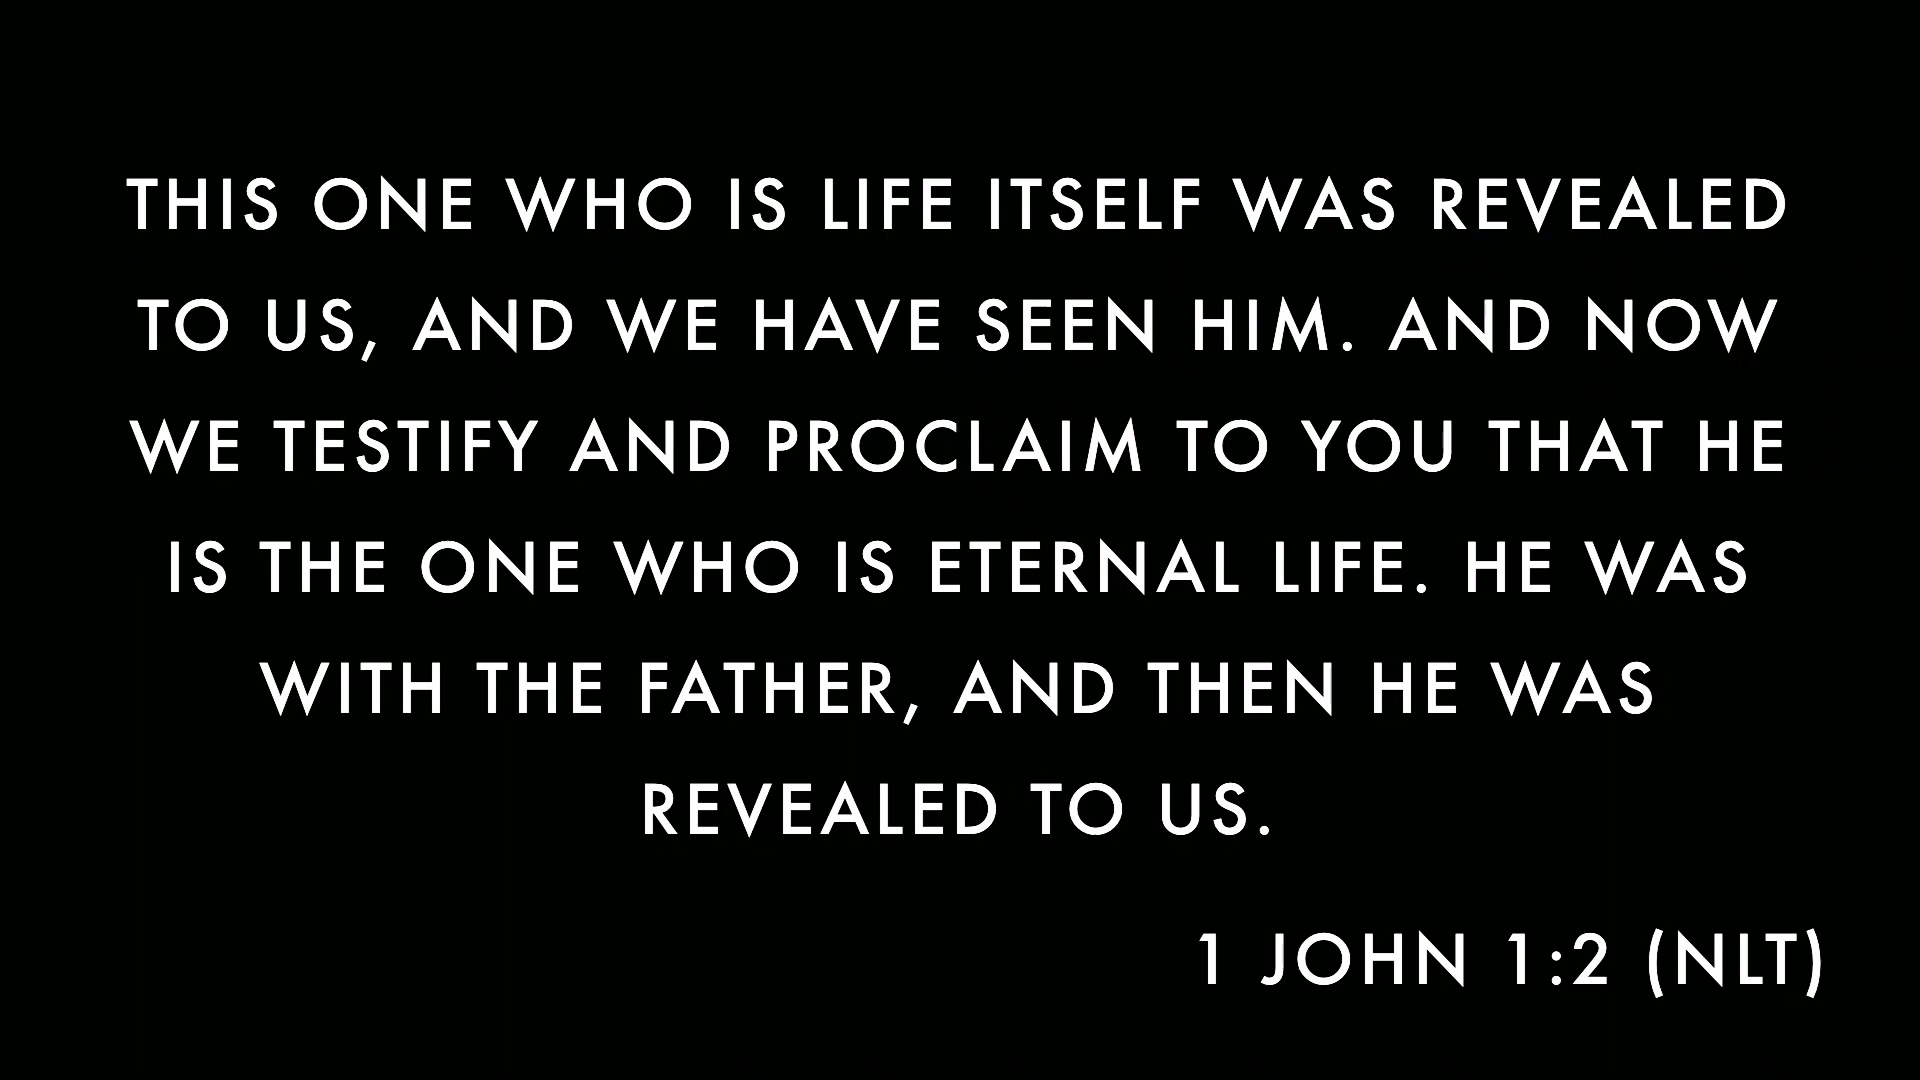 THIS ONE WHO IS LIFE ITSELF WAS REVEALED
TO US, AND WE HAVE SEEN HIM. AND NOW
WE TESTIFY AND PROCLAIM TO YOU THAT HE
IS THE ONE WHO IS ETERNAL LIFE. HE WAS
WITH THE FATHER, AND THEN HE WAS
REVEALED TO US.
1 JOHN 1:2 (NLT)